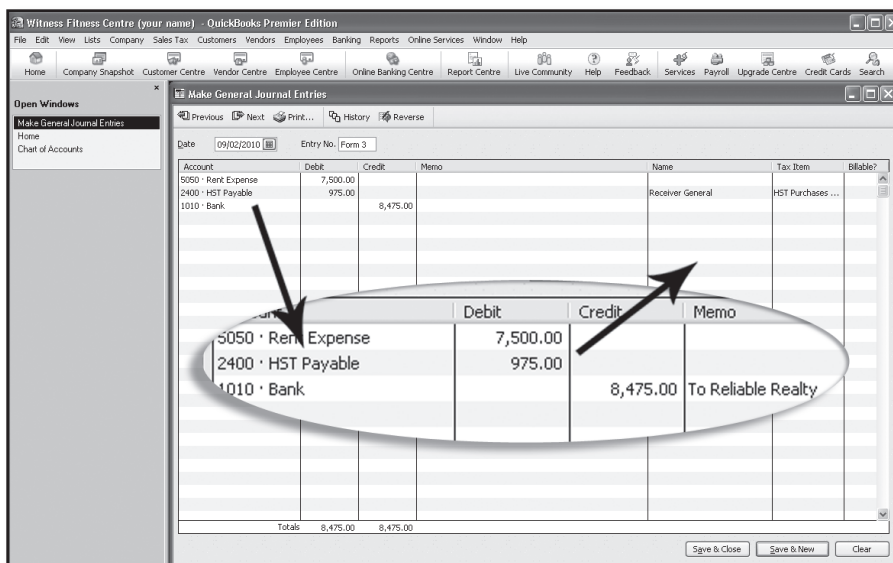 Witness Fitness Centre (your name) - QuickBooks Premier Edition
File Edit View Lists Company Sales Tax Customers Vendors Employees Banking Reports Online Services Window Help
Home Company Snapshot Customer Centre Vendor Centre Employee Centre Online Banking Centre Report Centre Live Community Help Feedback Services Payroll Upgrade Centre Credit Cards Search
Open Windows
Make General Journal Entries
Home
Chart of Accounts
Make General Journal Entries
Previous Next Print... History Reverse
Date 09/02/2010 Entry No. Form 3
Account Debit Credit Memo Name Tax Item Billable?
5050 · Rent Expense 7,500.00
2400 · HST Payable 975.00 Receiver General HST Purchases ...
1010 · Bank 8,475.00
Debit Credit Memo
5050 · Rent Expense 7,500.00
2400 · HST Payable 975.00
1010 · Bank 8,475.00 To Reliable Realty
Totals 8,475.00 8,475.00
Save & Close Save & New Clear